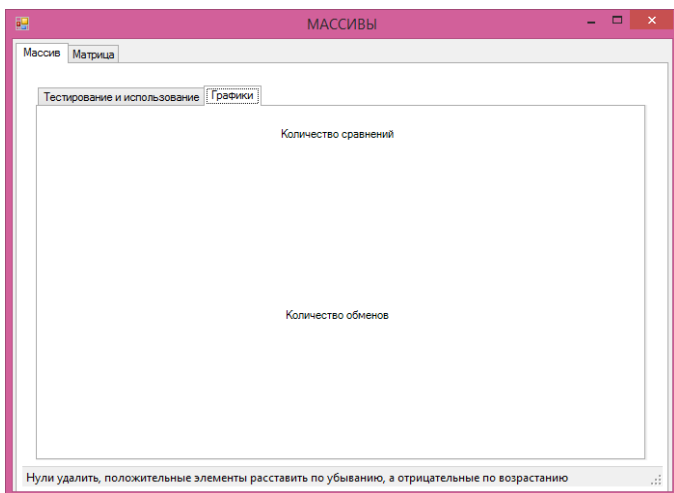 МАССИВЫ
Массив Матрица
Тестирование и использование Графики
Количество сравнений
Количество обменов
Нули удалить, положительные элементы расставить по убыванию, а отрицательные по возрастанию